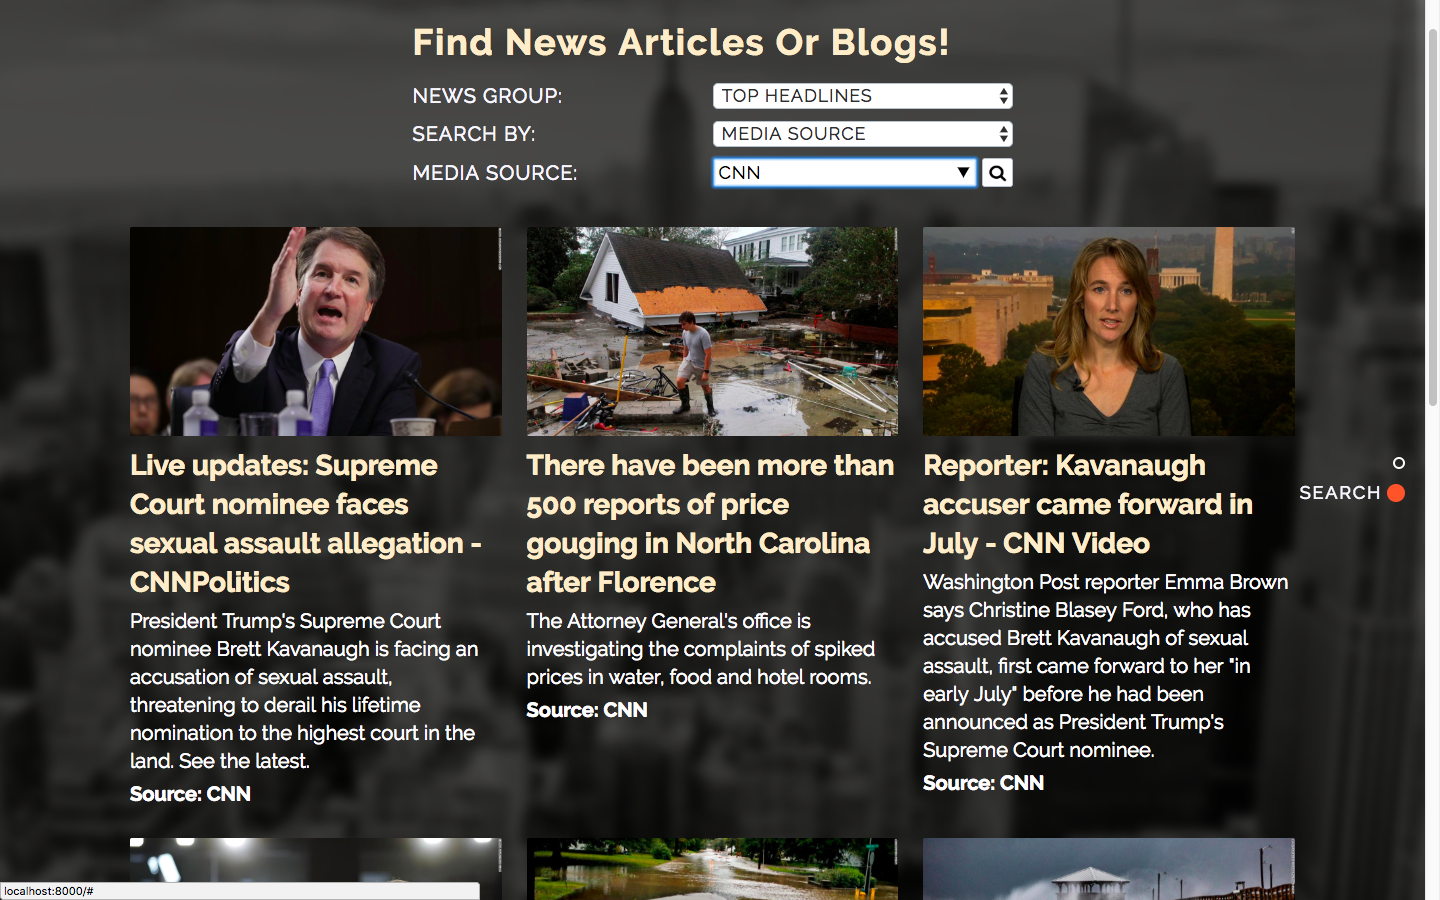 Find News Articles Or Blogs!
NEWS GROUP:
TOP HEADLINES
SEARCH BY:
MEDIA SOURCE
MEDIA SOURCE:
CNN
Live updates: Supreme
Court nominee faces
sexual assault allegation -
CNNPolitics
President Trump's Supreme Court
nominee Brett Kavanaugh is facing an
accusation of sexual assault,
threatening to derail his lifetime
nomination to the highest court in the
land. See the latest.
Source: CNN
There have been more than
500 reports of price
gouging in North Carolina
after Florence
The Attorney General's office is
investigating the complaints of spiked
prices in water, food and hotel rooms.
Source: CNN
Reporter: Kavanaugh
accuser came forward in
July - CNN Video
Washington Post reporter Emma Brown
says Christine Blasey Ford, who has
accused Brett Kavanaugh of sexual
assault, first came forward to her "in
early July" before he had been
announced as President Trump's
Supreme Court nominee.
Source: CNN
SEARCH
localhost:8000/#